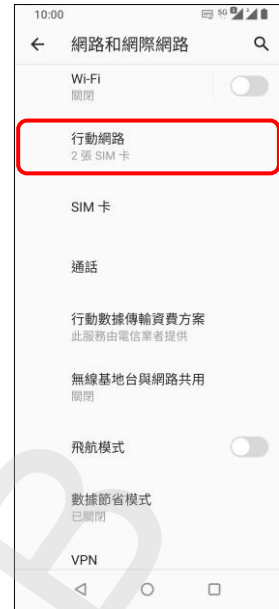 10:00
5G
網路和網際網路
Wi-Fi
關閉
行動網路
2 張 SIM 卡
SIM 卡
通話
行動數據傳輸資費方案
此服務由電信業者提供
無線基地台與網路共用
關閉
飛航模式
數據節省模式
已關閉
VPN